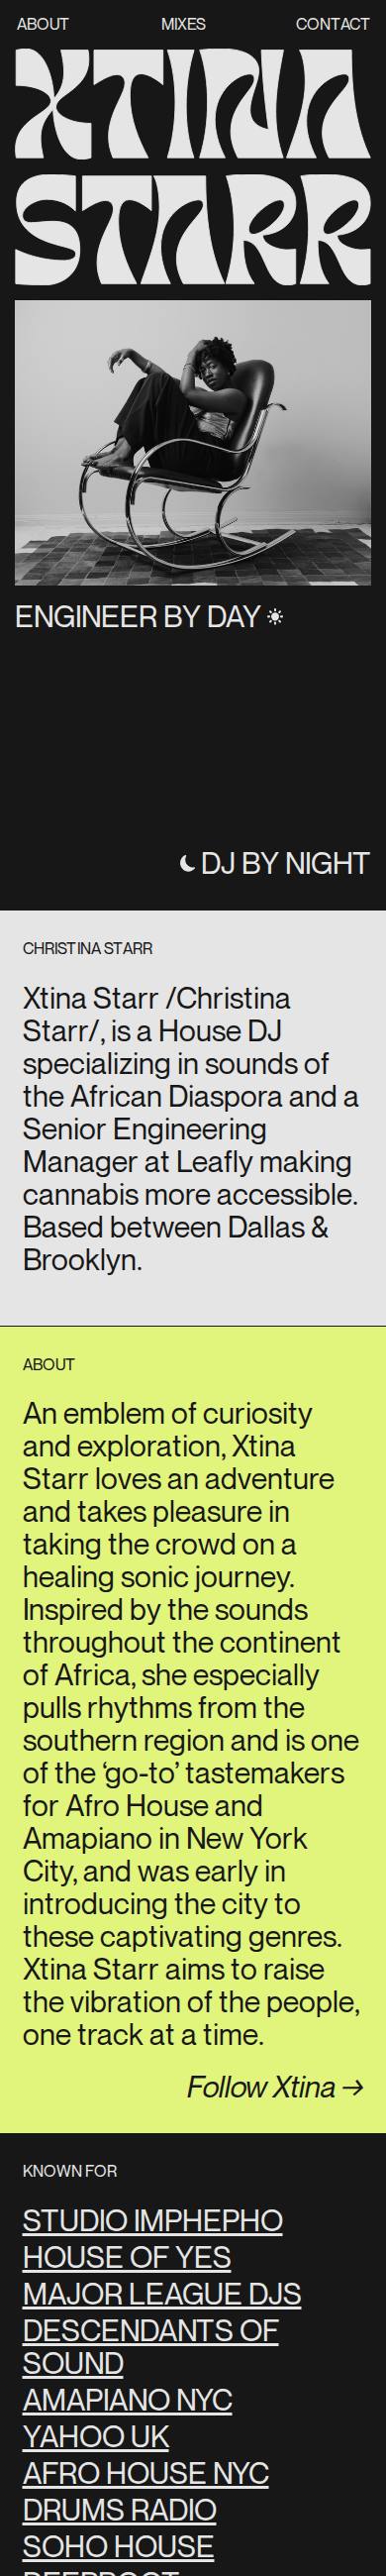 ABOUT MIXES CONTACT
XTINA
STARR
ENGINEER BY DAY
DJ BY NIGHT
CHRISTINA STARR
Xtina Starr /Christina
Starr/, is a House DJ
specializing in sounds of
the African Diaspora and a
Senior Engineering
Manager at Leafly making
cannabis more accessible.
Based between Dallas &
Brooklyn.
ABOUT
An emblem of curiosity
and exploration, Xtina
Starr loves an adventure
and takes pleasure in
taking the crowd on a
healing sonic journey.
Inspired by the sounds
throughout the continent
of Africa, she especially
pulls rhythms from the
southern region and is one
of the ‘go-to’ tastemakers
for Afro House and
Amapiano in New York
City, and was early in
introducing the city to
these captivating genres.
Xtina Starr aims to raise
the vibration of the people,
one track at a time.
Follow Xtina →
KNOWN FOR
STUDIO IMPHEPHO
HOUSE OF YES
MAJOR LEAGUE DJS
DESCENDANTS OF
SOUND
AMAPIANO NYC
YAHOO UK
AFRO HOUSE NYC
DRUMS RADIO
SOHO HOUSE